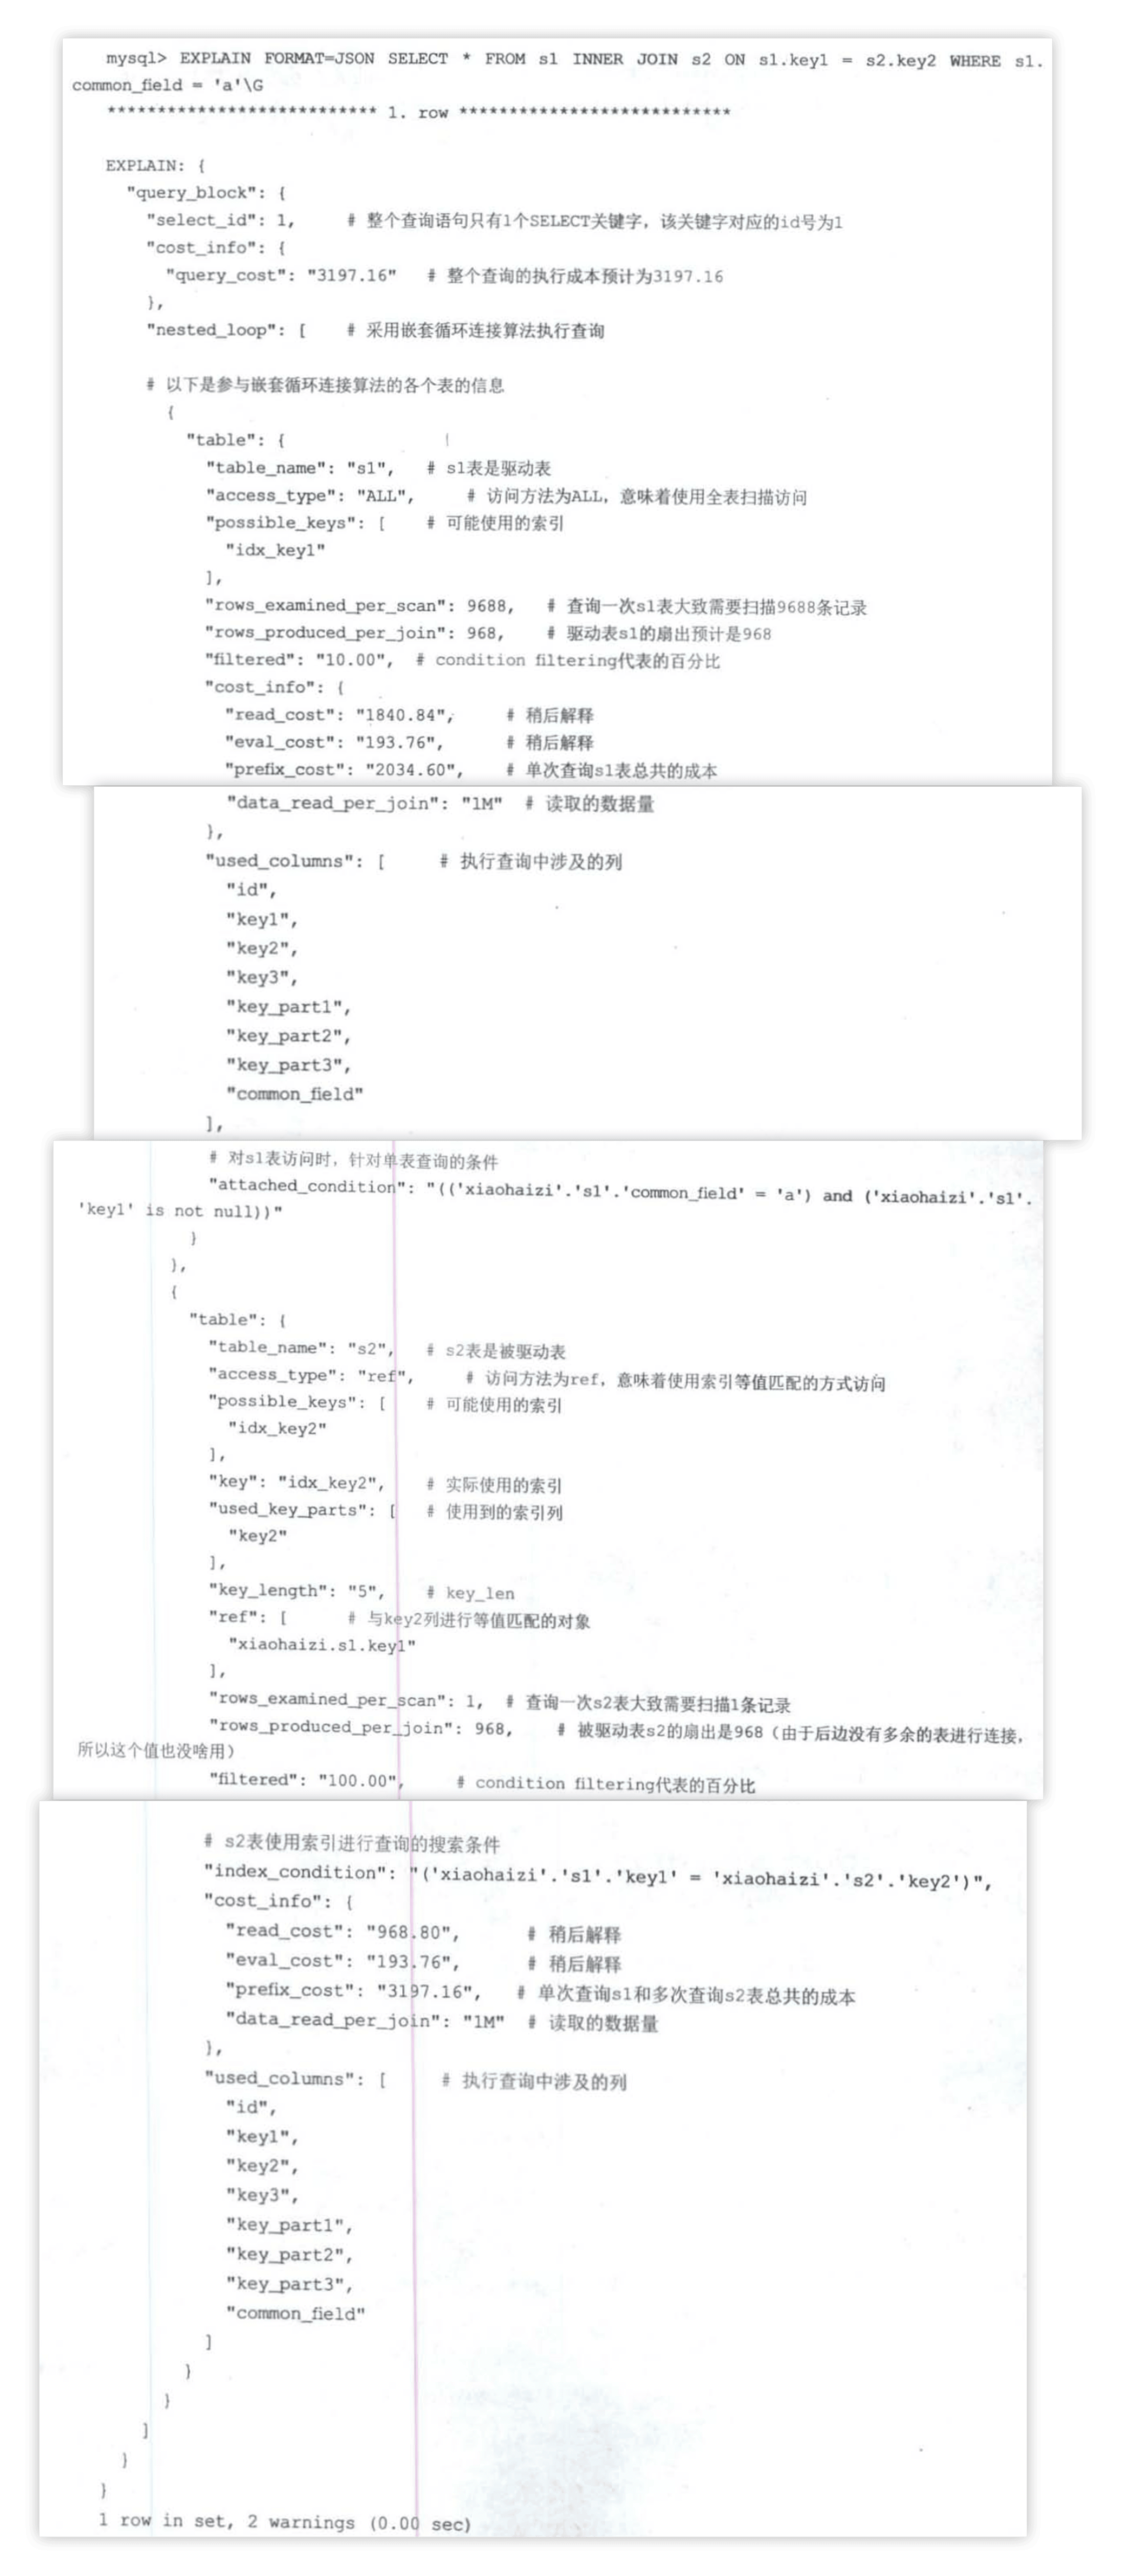 mysql> EXPLAIN FORMAT=JSON SELECT * FROM s1 INNER JOIN s2 ON s1.key1 = s2.key2 WHERE s1.
common_field = 'a'\G
*************************** 1. row ***************************
EXPLAIN: {
"query_block": {
"select_id": 1, # 整个查询语句只有1个SELECT关键字，该关键字对应的id号为1
"cost_info": {
"query_cost": "3197.16" # 整个查询的执行成本预计为3197.16
},
"nested_loop": [ # 采用嵌套循环连接算法执行查询
# 以下是参与嵌套循环连接算法的各个表的信息
{
"table": {
"table_name": "s1", # s1表是驱动表
"access_type": "ALL", # 访问方法为ALL，意味着使用全表扫描访问
"possible_keys": [ # 可能使用的索引
"idx_key1"
],
"rows_examined_per_scan": 9688, # 查询一次s1表大致需要扫描9688条记录
"rows_produced_per_join": 968, # 驱动表s1的扇出预计是968
"filtered": "10.00", # condition filtering代表的百分比
"cost_info": {
"read_cost": "1840.84", # 稍后解释
"eval_cost": "193.76", # 稍后解释
"prefix_cost": "2034.60", # 单次查询s1表总共的成本
"data_read_per_join": "1M" # 读取的数据量
},
"used_columns": [ # 执行查询中涉及的列
"id",
"key1",
"key2",
"key3",
"key_part1",
"key_part2",
"key_part3",
"common_field"
],
# 对s1表访问时，针对单表查询的条件
"attached_condition": "(('xiaohaizi'.'s1'.'common_field' = 'a') and ('xiaohaizi'.'s1'.
'key1' is not null))"
}
},
{
"table": {
"table_name": "s2", # s2表是被驱动表
"access_type": "ref", # 访问方法为ref，意味着使用索引等值匹配的方式访问
"possible_keys": [ # 可能使用的索引
"idx_key2"
],
"key": "idx_key2", # 实际使用的索引
"used_key_parts": [ # 使用到的索引列
"key2"
],
"key_length": "5", # key_len
"ref": [ # 与key2列进行等值匹配的对象
"xiaohaizi.s1.key1"
],
"rows_examined_per_scan": 1, # 查询一次s2表大致需要扫描1条记录
"rows_produced_per_join": 968, # 被驱动表s2的扇出是968（由于后边没有多余的表进行连接，
所以这个值也没啥用）
"filtered": "100.00", # condition filtering代表的百分比
# s2表使用索引进行查询的搜索条件
"index_condition": "('xiaohaizi'.'s1'.'key1' = 'xiaohaizi'.'s2'.'key2')",
"cost_info": {
"read_cost": "968.80", # 稍后解释
"eval_cost": "193.76", # 稍后解释
"prefix_cost": "3197.16", # 单次查询s1和多次查询s2表总共的成本
"data_read_per_join": "1M" # 读取的数据量
},
"used_columns": [ # 执行查询中涉及的列
"id",
"key1",
"key2",
"key3",
"key_part1",
"key_part2",
"key_part3",
"common_field"
]
}
}
]
}
}
1 row in set, 2 warnings (0.00 sec)